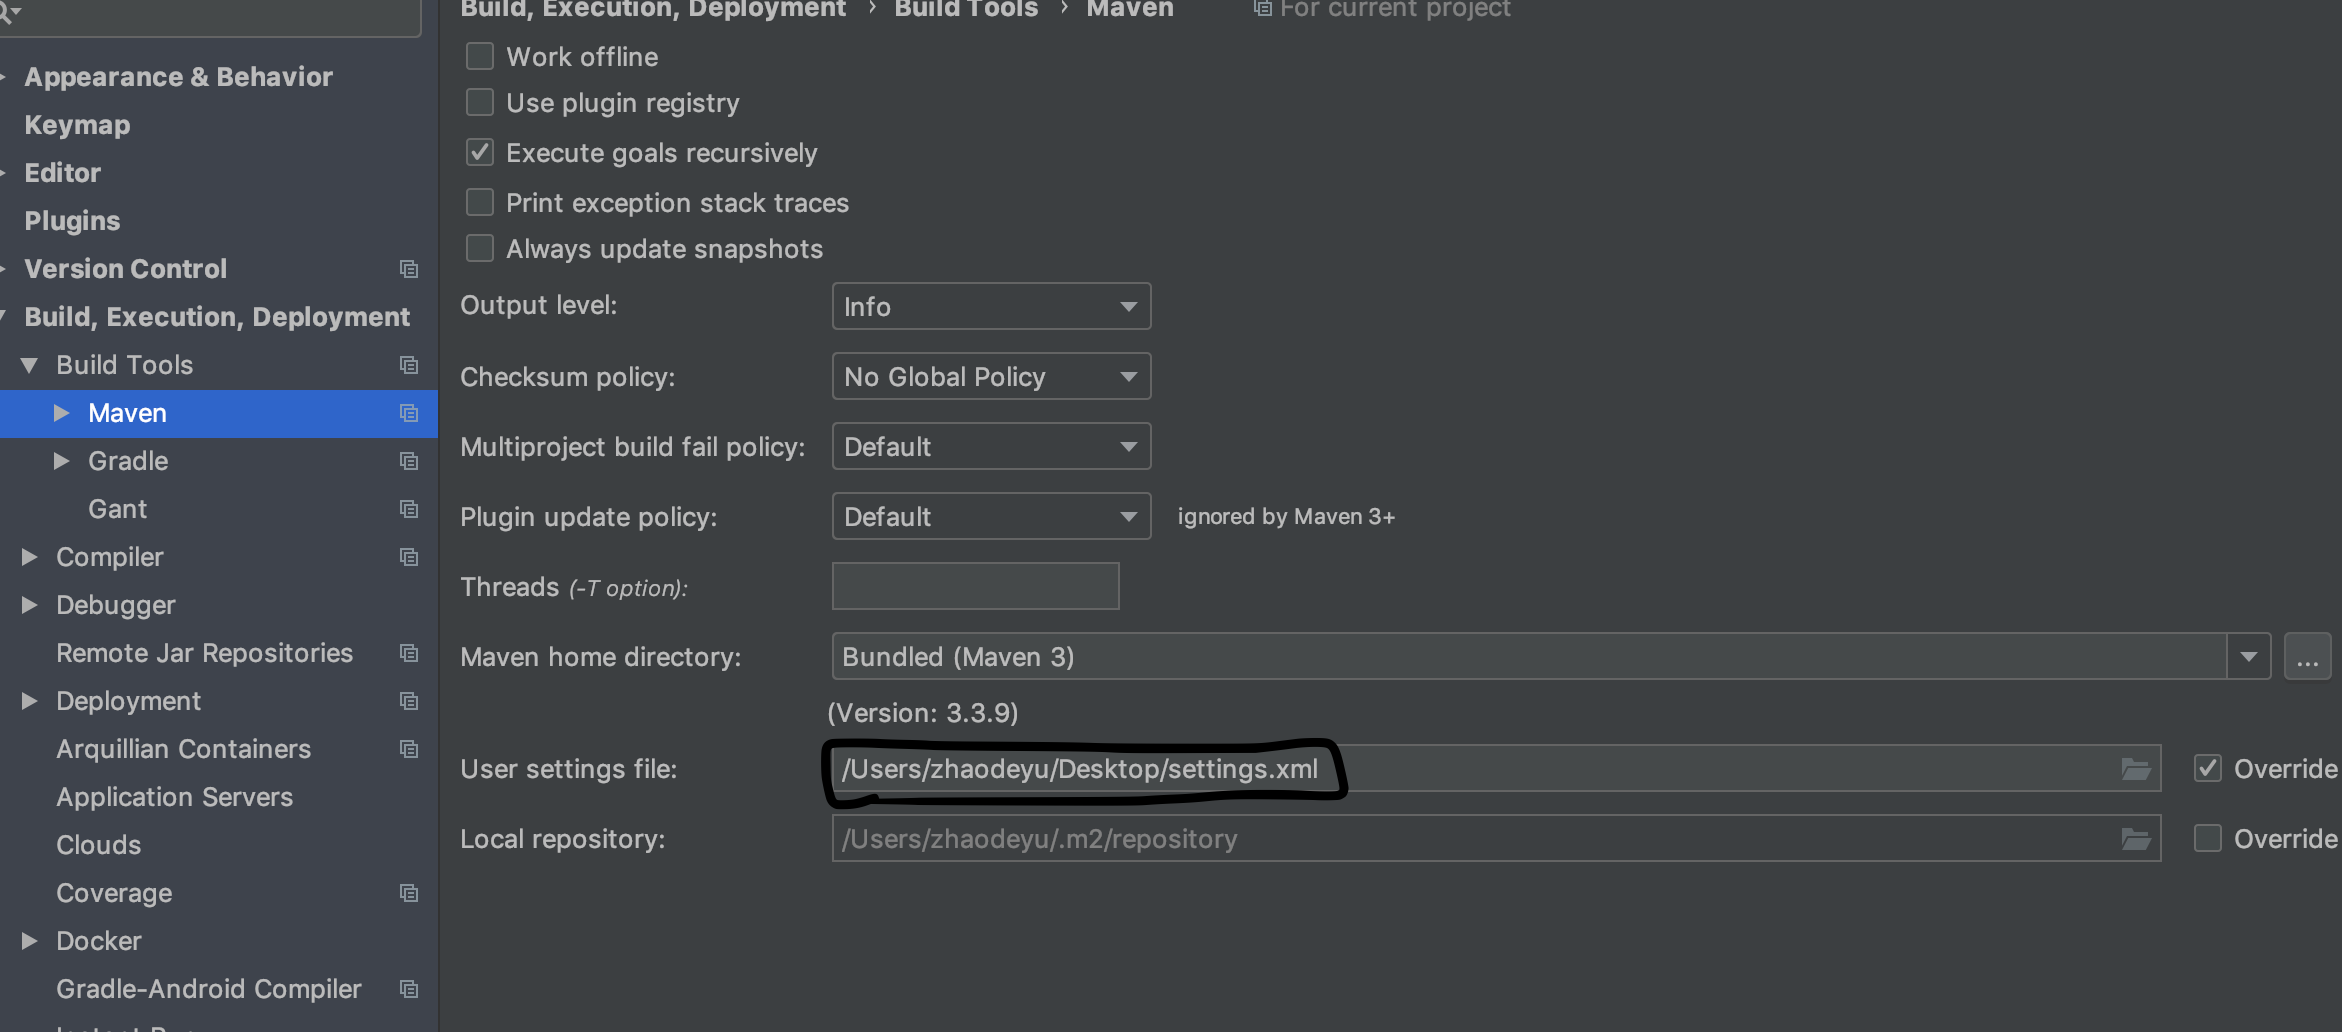 Build, Execution, Deployment › Build Tools › Maven For current project
Appearance & Behavior
Keymap
Editor
Plugins
Version Control
Build, Execution, Deployment
Build Tools
Maven
Gradle
Gant
Compiler
Debugger
Remote Jar Repositories
Deployment
Arquillian Containers
Application Servers
Clouds
Coverage
Docker
Gradle-Android Compiler
Work offline
Use plugin registry
Execute goals recursively
Print exception stack traces
Always update snapshots
Output level: Info
Checksum policy: No Global Policy
Multiproject build fail policy: Default
Plugin update policy: Default ignored by Maven 3+
Threads (-T option):
Maven home directory: Bundled (Maven 3) ...
(Version: 3.3.9)
User settings file: /Users/zhaodeyu/Desktop/settings.xml Override
Local repository: /Users/zhaodeyu/.m2/repository Override